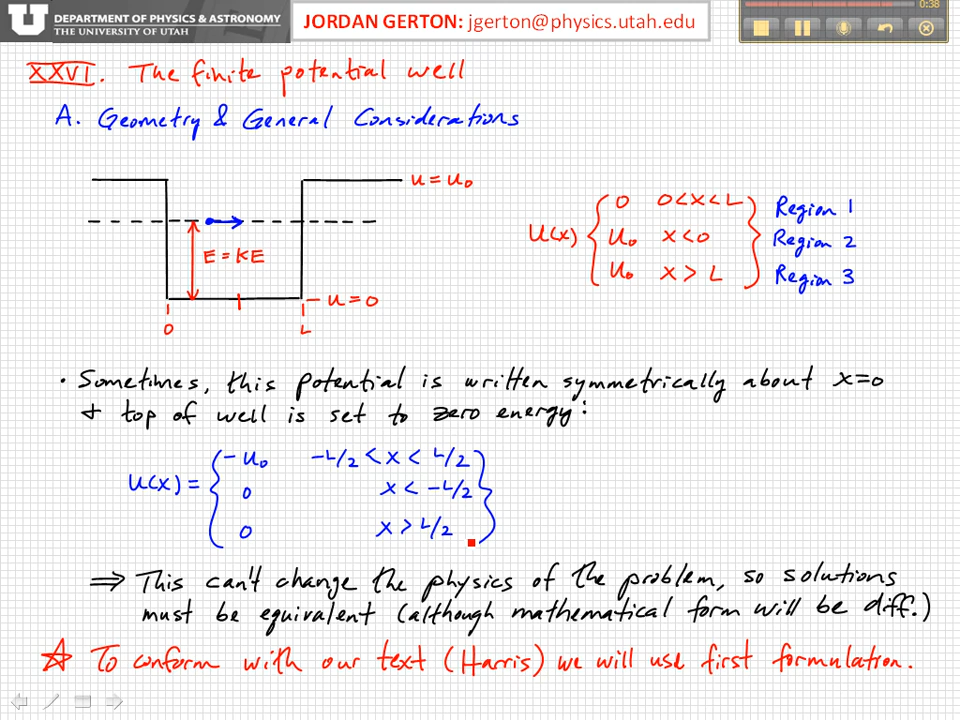 DEPARTMENT OF PHYSICS & ASTRONOMY
THE UNIVERSITY OF UTAH
JORDAN GERTON: jgerton@physics.utah.edu
0:38
XXVI. The finite potential well
A. Geometry & General Considerations
U = U₀
E = KE
U = 0
0 L
U(x) { 0 0<x<L } Region 1
U₀ x<0 Region 2
U₀ x > L Region 3
• Sometimes, this potential is written symmetrically about x=0
& top of well is set to zero energy:
U(x) = { -U₀ -L/2 < x < L/2 }
0 x < -L/2
0 x > L/2
⇒ This can't change the physics of the problem, so solutions
must be equivalent (although mathematical form will be diff.)
☆ To conform with our text (Harris) we will use first formulation.